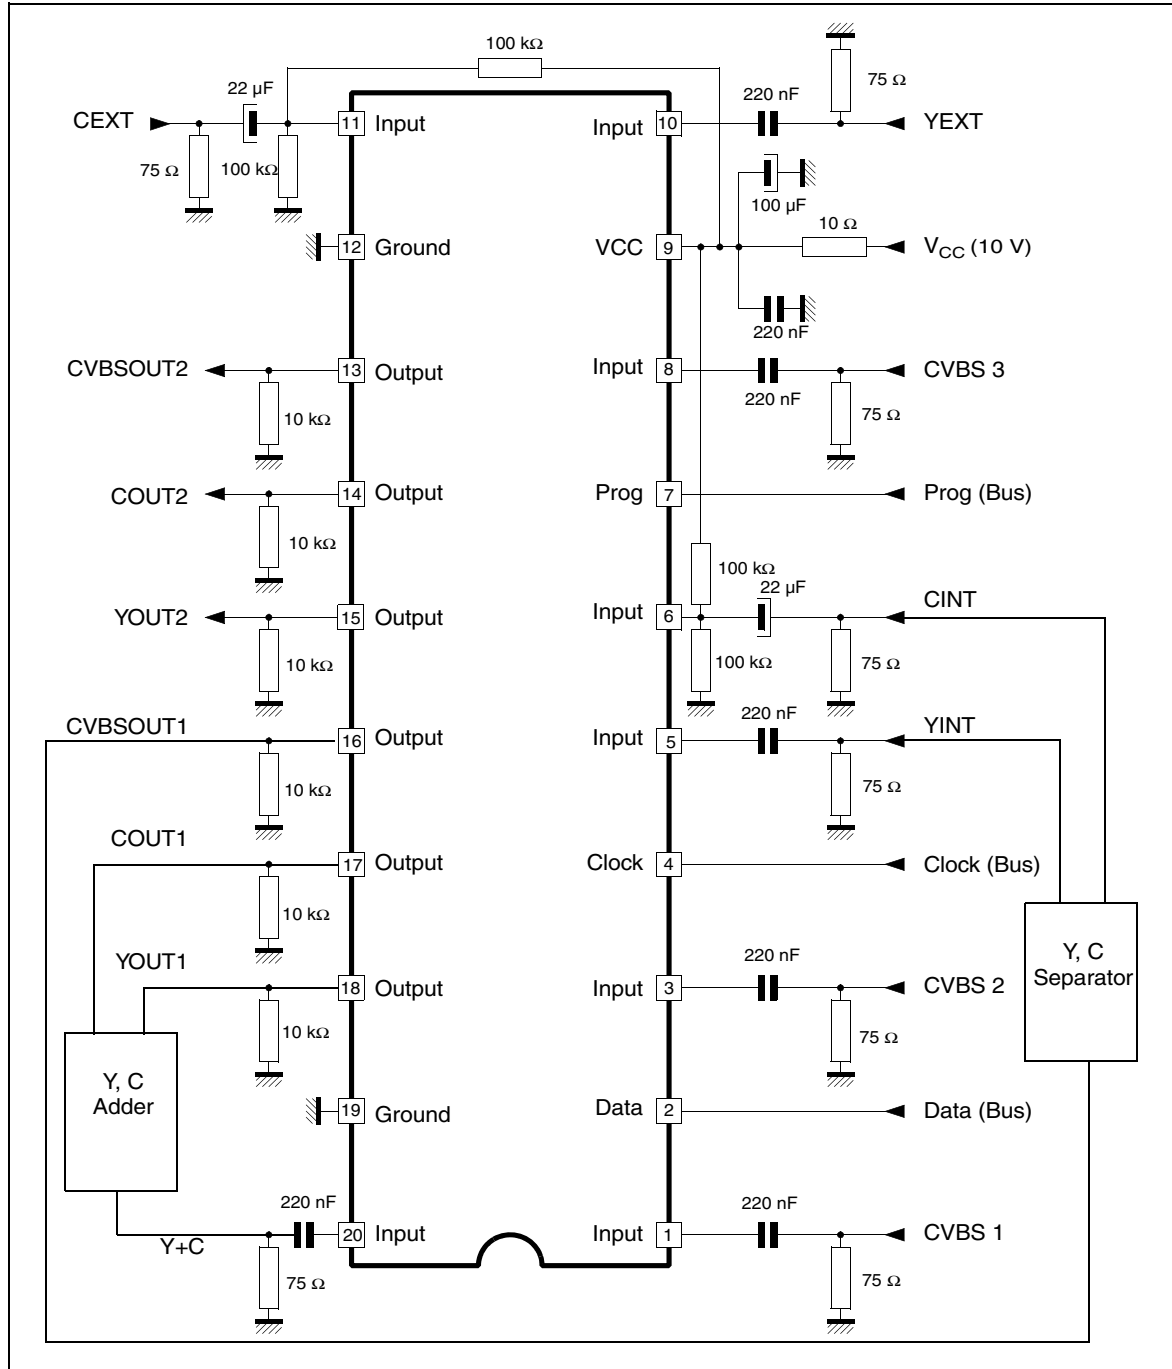 100 kΩ
75 Ω
22 µF
220 nF
CEXT
11
Input
Input
10
YEXT
75 Ω
100 kΩ
100 µF
10 Ω
12
Ground
VCC
9
VCC (10 V)
220 nF
CVBSOUT2
13
Output
Input
8
CVBS 3
220 nF
10 kΩ
75 Ω
COUT2
14
Output
Prog
7
Prog (Bus)
10 kΩ
100 kΩ
22 µF
CINT
YOUT2
15
Output
Input
6
10 kΩ
100 kΩ
75 Ω
220 nF
YINT
CVBSOUT1
16
Output
Input
5
10 kΩ
75 Ω
COUT1
17
Output
Clock
4
Clock (Bus)
10 kΩ
Y, C
Separator
YOUT1
220 nF
18
Output
Input
3
CVBS 2
10 kΩ
75 Ω
Y, C
Adder
19
Ground
Data
2
Data (Bus)
220 nF
220 nF
20
Input
Input
1
CVBS 1
Y+C
75 Ω
75 Ω